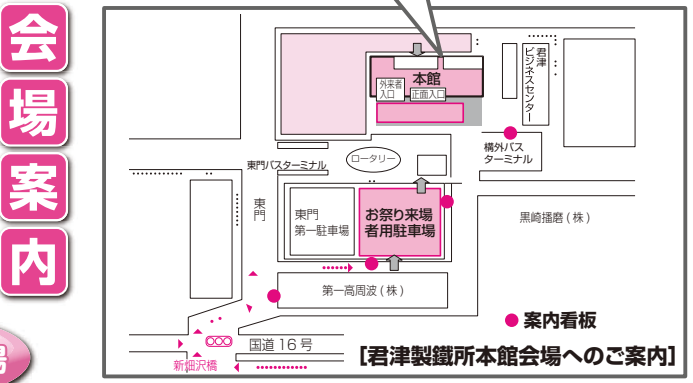 会場案内
本館
外来者
入口
正面入口
君津
ビジネスセンター
構外バス
ターミナル
東門バスターミナル
ロータリー
東門
東門
第一駐車場
お祭り来場
者用駐車場
黒崎播磨(株)
第一高周波(株)
案内看板
国道16号
新畑沢橋
[君津製鐵所本館会場へのご案内]
場